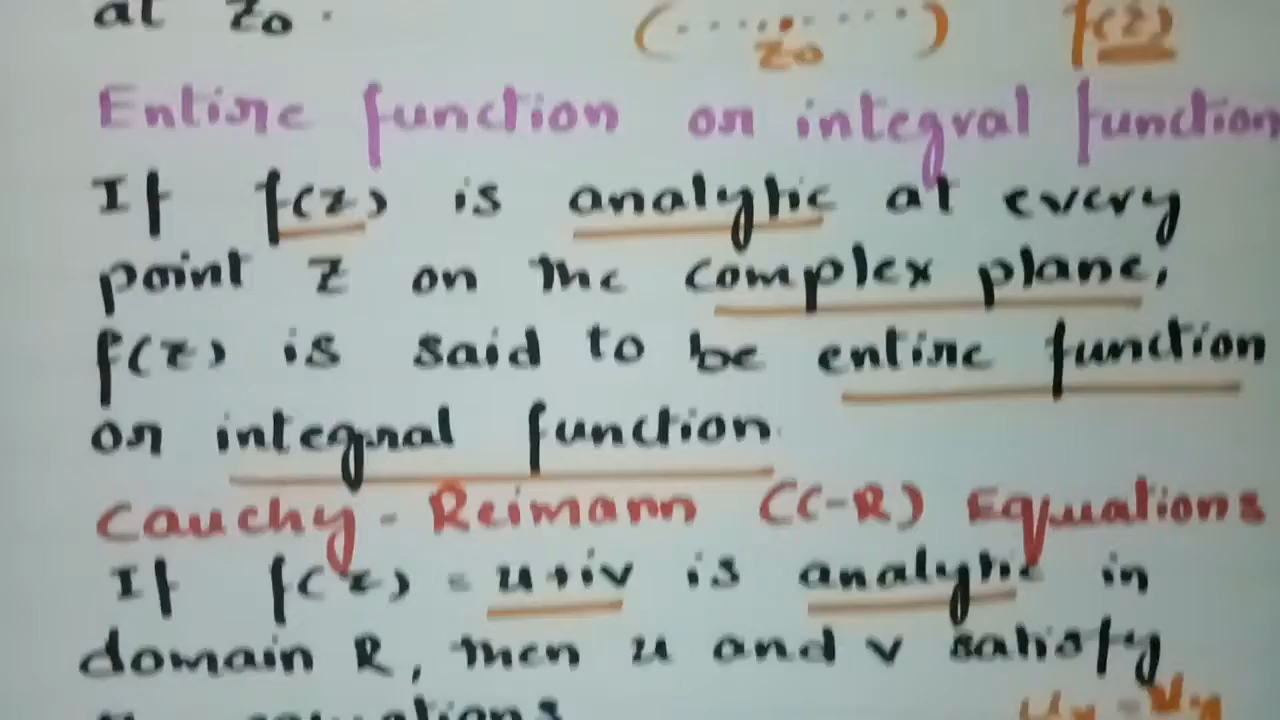 at z₀.
(. . . . . . . .) f(z)
z₀
Entire function or integral function
If f(z) is analytic at every
point z on the complex plane,
f(z) is said to be entire function
or integral function.
Cauchy - Reimann (C-R) Equations
If f(z) = u+iv is analytic in
domain R, then u and v satisfy
equations